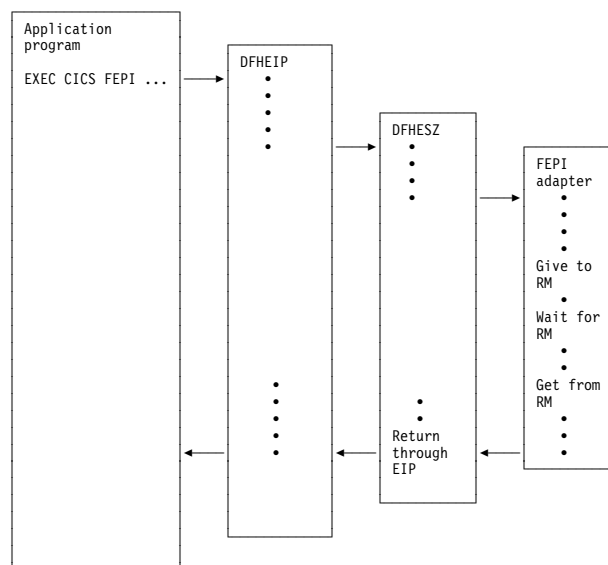 Application
program
EXEC CICS FEPI ...
DFHEIP
DFHESZ
FEPI
adapter
Give to
RM
Wait for
RM
Get from
RM
Return
through
EIP